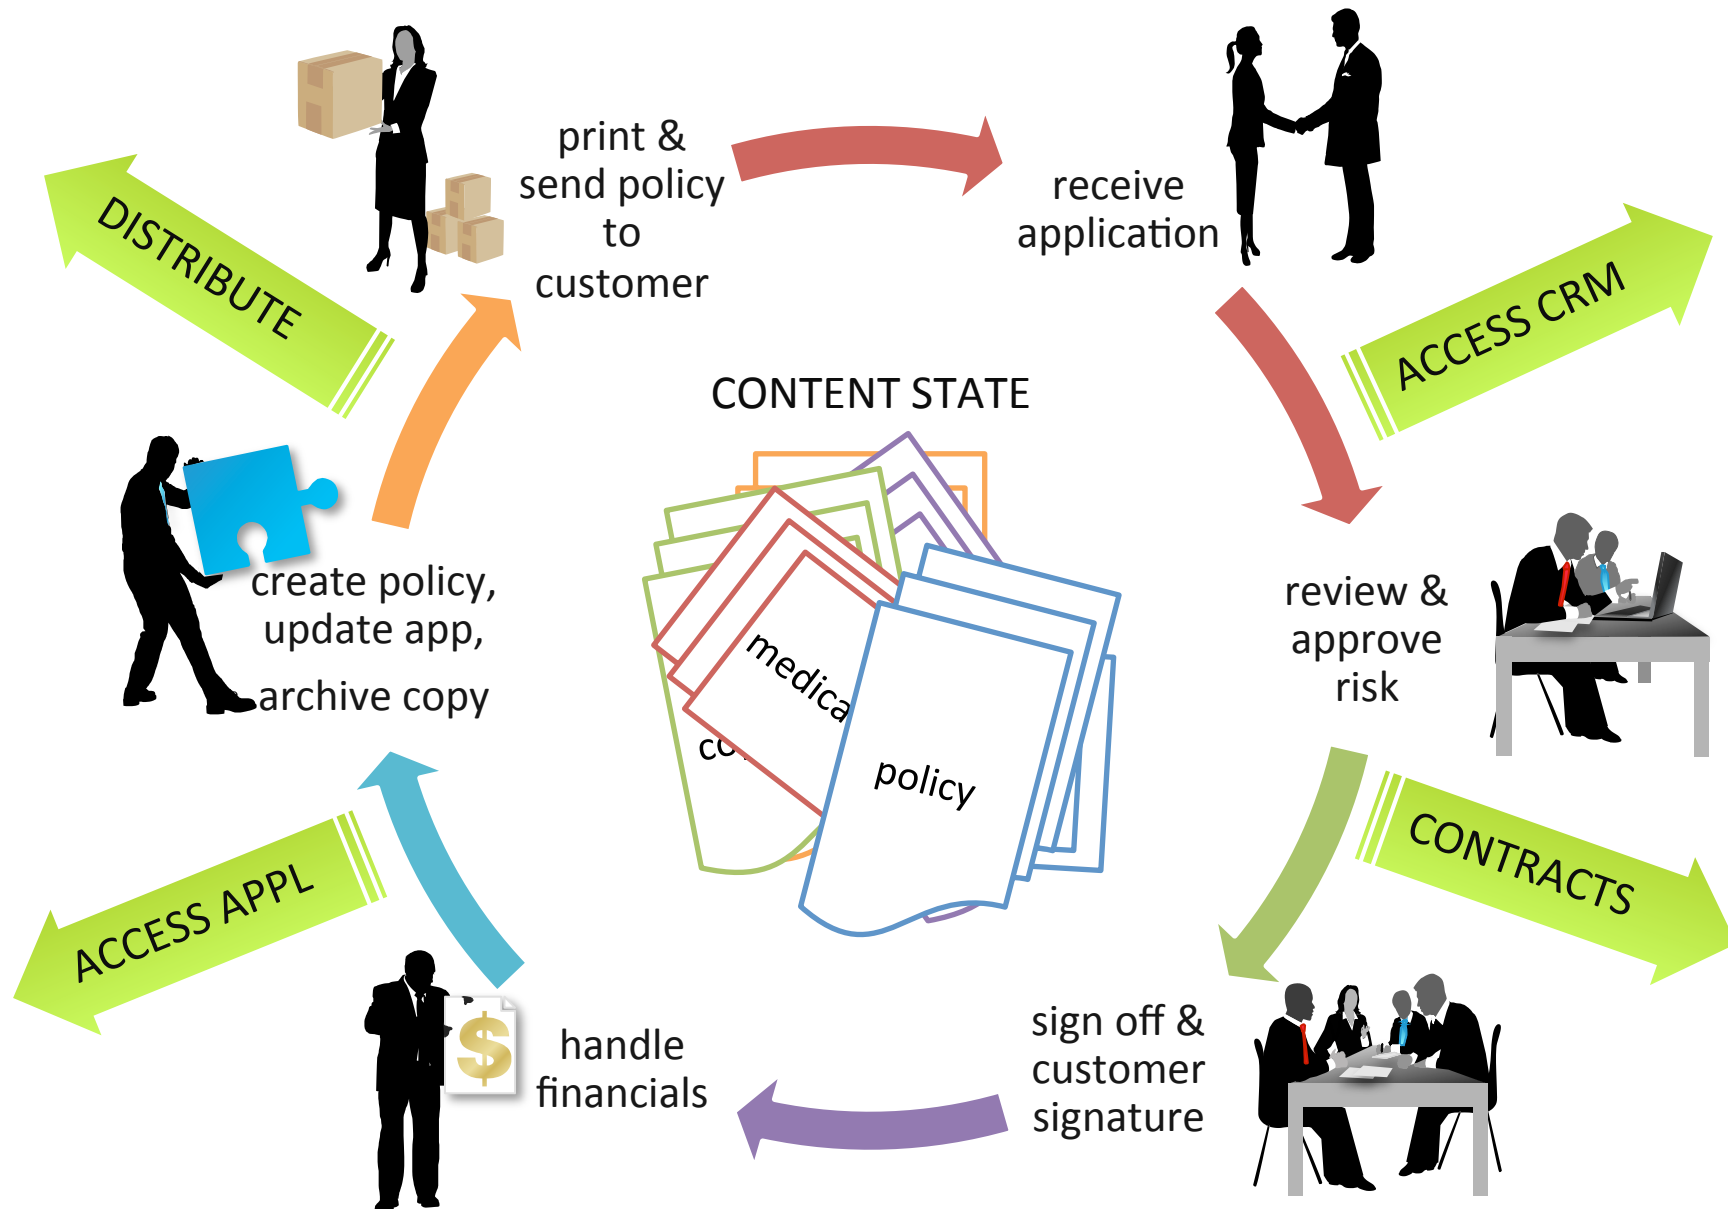 print &
send policy
to
customer
receive
application
DISTRIBUTE
ACCESS CRM
CONTENT STATE
create policy,
update app,
archive copy
review &
approve
risk
policy
CONTRACTS
ACCESS APPL
handle
financials
sign off &
customer
signature